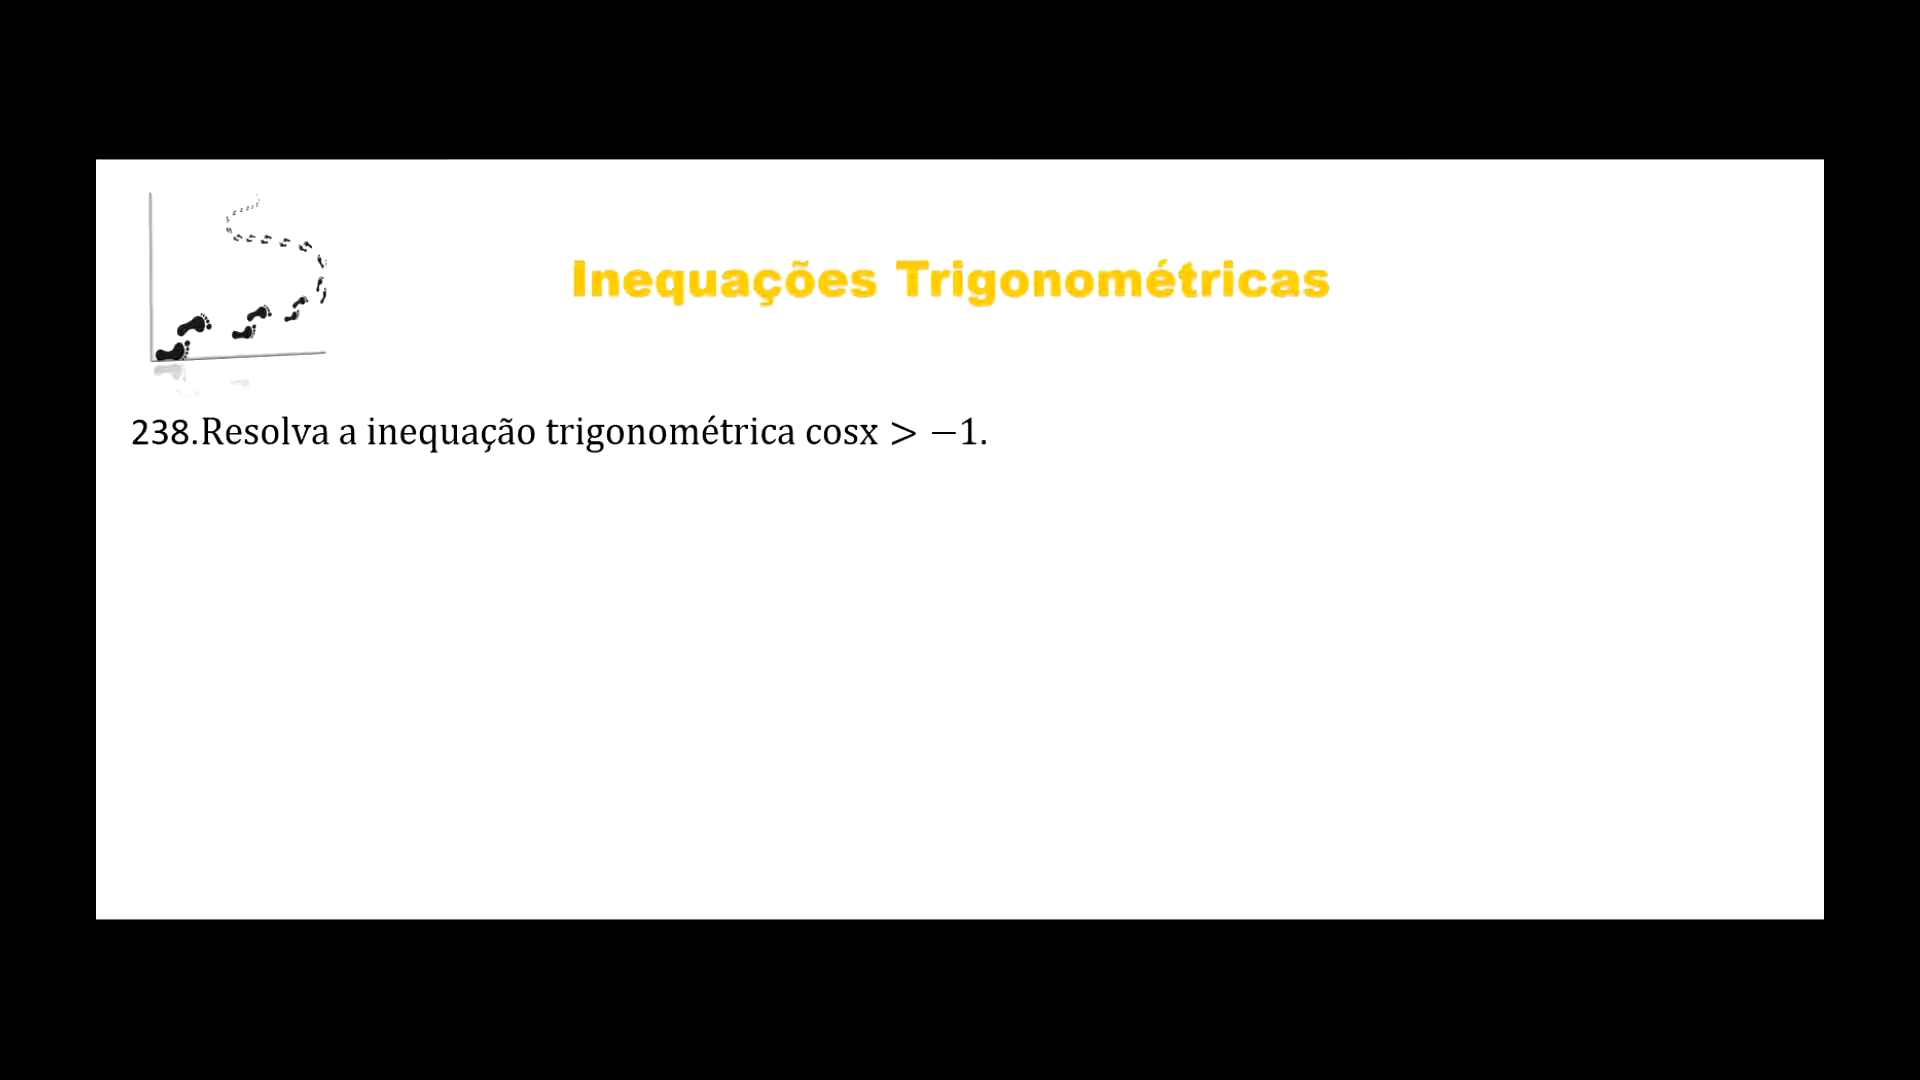 Inequações Trigonométricas
238.Resolva a inequação trigonométrica cosx > −1.